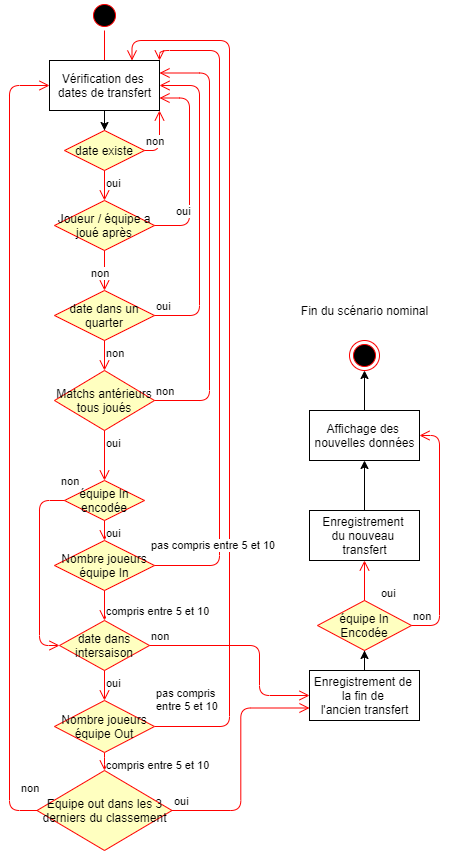 Vérification des
dates de transfert
date existe
non
oui
Joueur / équipe a
joué après
oui
non
date dans un
quarter
oui
non
Matchs antérieurs
tous joués
non
oui
équipe In
encodée
non
oui
Nombre joueurs
équipe In
pas compris entre 5 et 10
compris entre 5 et 10
date dans
intersaison
non
oui
Nombre joueurs
équipe Out
pas compris
entre 5 et 10
compris entre 5 et 10
Equipe out dans les 3
derniers du classement
non
oui
Fin du scénario nominal
Affichage des
nouvelles données
Enregistrement
du nouveau
transfert
oui
équipe In
Encodée
non
Enregistrement de
la fin de
l'ancien transfert